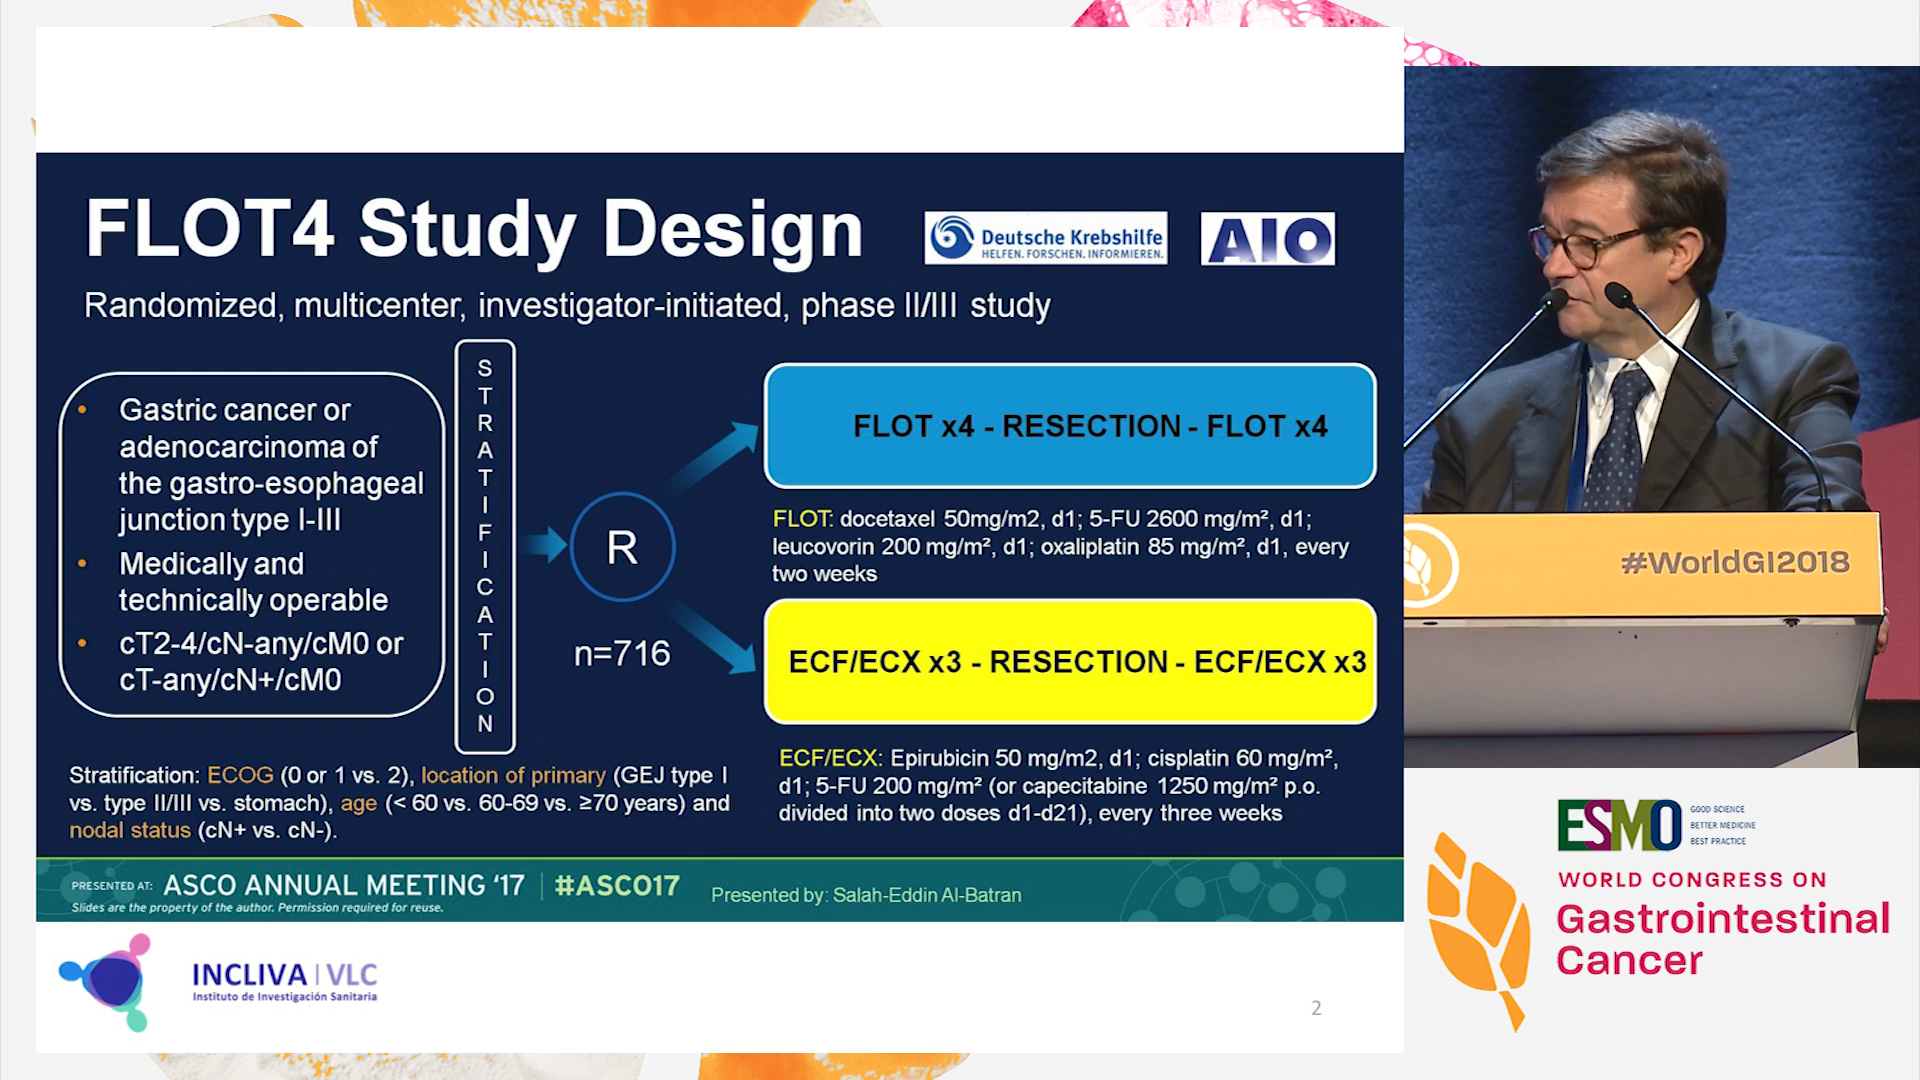 FLOT4 Study Design
Deutsche Krebshilfe
HELFEN. FORSCHEN. INFORMIEREN.
AIO
Randomized, multicenter, investigator-initiated, phase II/III study
• Gastric cancer or
adenocarcinoma of
the gastro-esophageal
junction type I-III
• Medically and
technically operable
• cT2-4/cN-any/cM0 or
cT-any/cN+/cM0
STRATIFICATION
R
n=716
FLOT x4 - RESECTION - FLOT x4
FLOT: docetaxel 50mg/m2, d1; 5-FU 2600 mg/m², d1;
leucovorin 200 mg/m², d1; oxaliplatin 85 mg/m², d1, every
two weeks
ECF/ECX x3 - RESECTION - ECF/ECX x3
ECF/ECX: Epirubicin 50 mg/m2, d1; cisplatin 60 mg/m²,
d1; 5-FU 200 mg/m² (or capecitabine 1250 mg/m² p.o.
divided into two doses d1-d21), every three weeks
Stratification: ECOG (0 or 1 vs. 2), location of primary (GEJ type I
vs. type II/III vs. stomach), age (< 60 vs. 60-69 vs. ≥70 years) and
nodal status (cN+ vs. cN-).
PRESENTED AT: ASCO ANNUAL MEETING '17 | #ASCO17
Slides are the property of the author. Permission required for reuse.
Presented by: Salah-Eddin Al-Batran
INCLIVA | VLC
Instituto de Investigación Sanitaria
2
#WorldGI2018
ESMO
GOOD SCIENCE
BETTER MEDICINE
BEST PRACTICE
WORLD CONGRESS ON
Gastrointestinal
Cancer